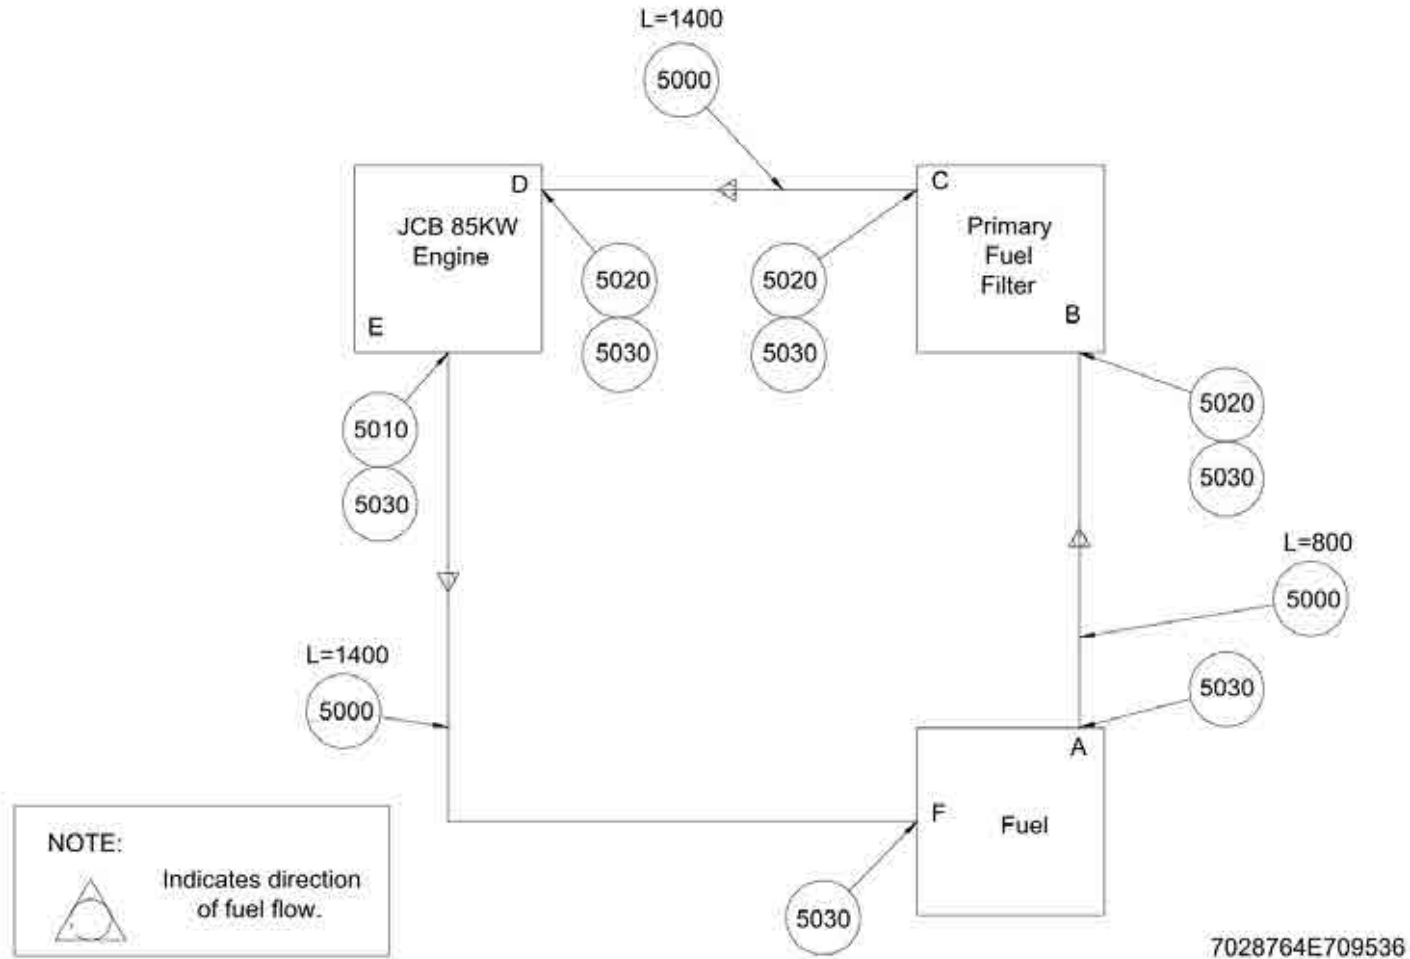 L=1400
5000
D
JCB 85KW
Engine
E
C
Primary
Fuel
Filter
B
5020
5030
5020
5030
5010
5030
5020
5030
L=800
5000
5030
L=1400
5000
A
F
Fuel
5030
NOTE:
Indicates direction
of fuel flow.
7028764E709536